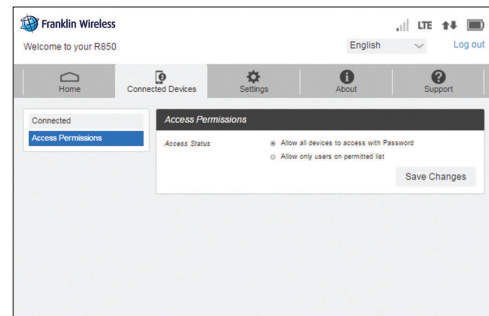 Franklin Wireless
LTE
Welcome to your R850
English
Log out
Home
Connected Devices
Settings
About
Support
Connected
Access Permissions
Access Permissions
Access Status
Allow all devices to access with Password
Allow only users on permitted list
Save Changes